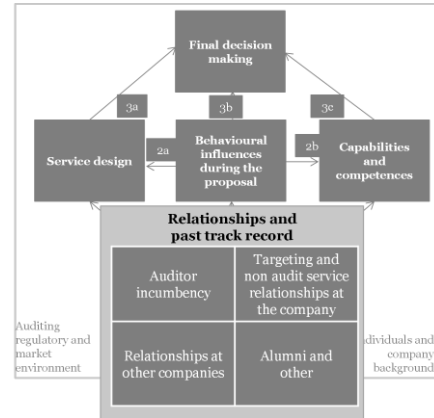 Final decision
making
3a
3b
3c
Service design
2a
Behavioural
influences
during the
proposal
2b
Capabilities
and
competences
Relationships and
past track record
Auditor
incumbency
Targeting and
non audit service
relationships at
the company
Relationships at
other companies
Alumni and
other
Auditing
regulatory and
market
environment
dividuals and
company
background